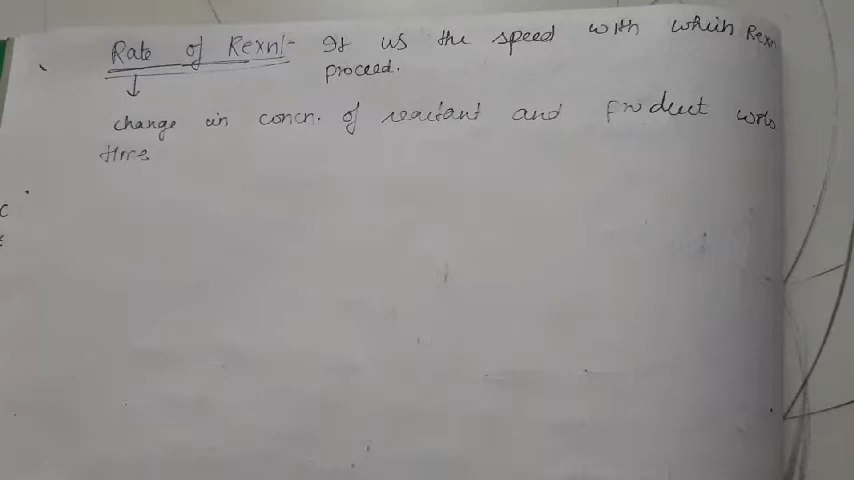 Rate of Rexn:- It is the speed with which Rexn
proceed.
change in concn. of reactant and product w.r.to
time